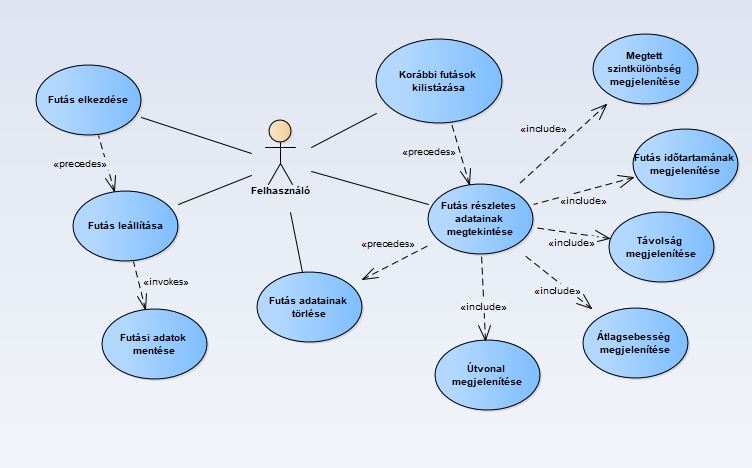 Megtett
szintkülönbség
megjelenítése
Korábbi futások
kilistázása
Futás elkezdése
«include»
«precedes»
«precedes»
Futás időtartamának
megjelenítése
Felhasználó
«include»
Futás részletes
adatainak
megtekintése
Futás leállítása
Távolság
megjelenítése
«precedes»
«include»
«invokes»
«include»
Futás adatainak
törlése
«include»
Futási adatok
mentése
Átlagsebesség
megjelenítése
Útvonal
megjelenítése